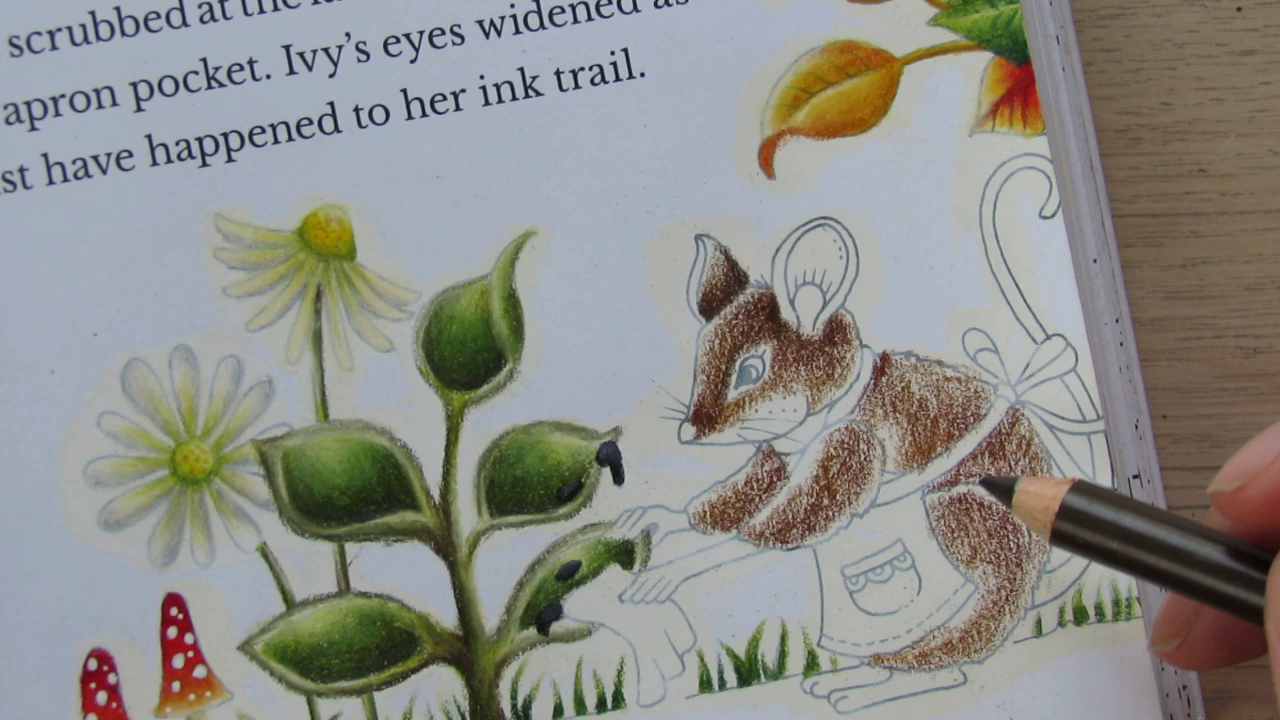 scrubbed at the
apron pocket. Ivy's eyes widened as
st have happened to her ink trail.